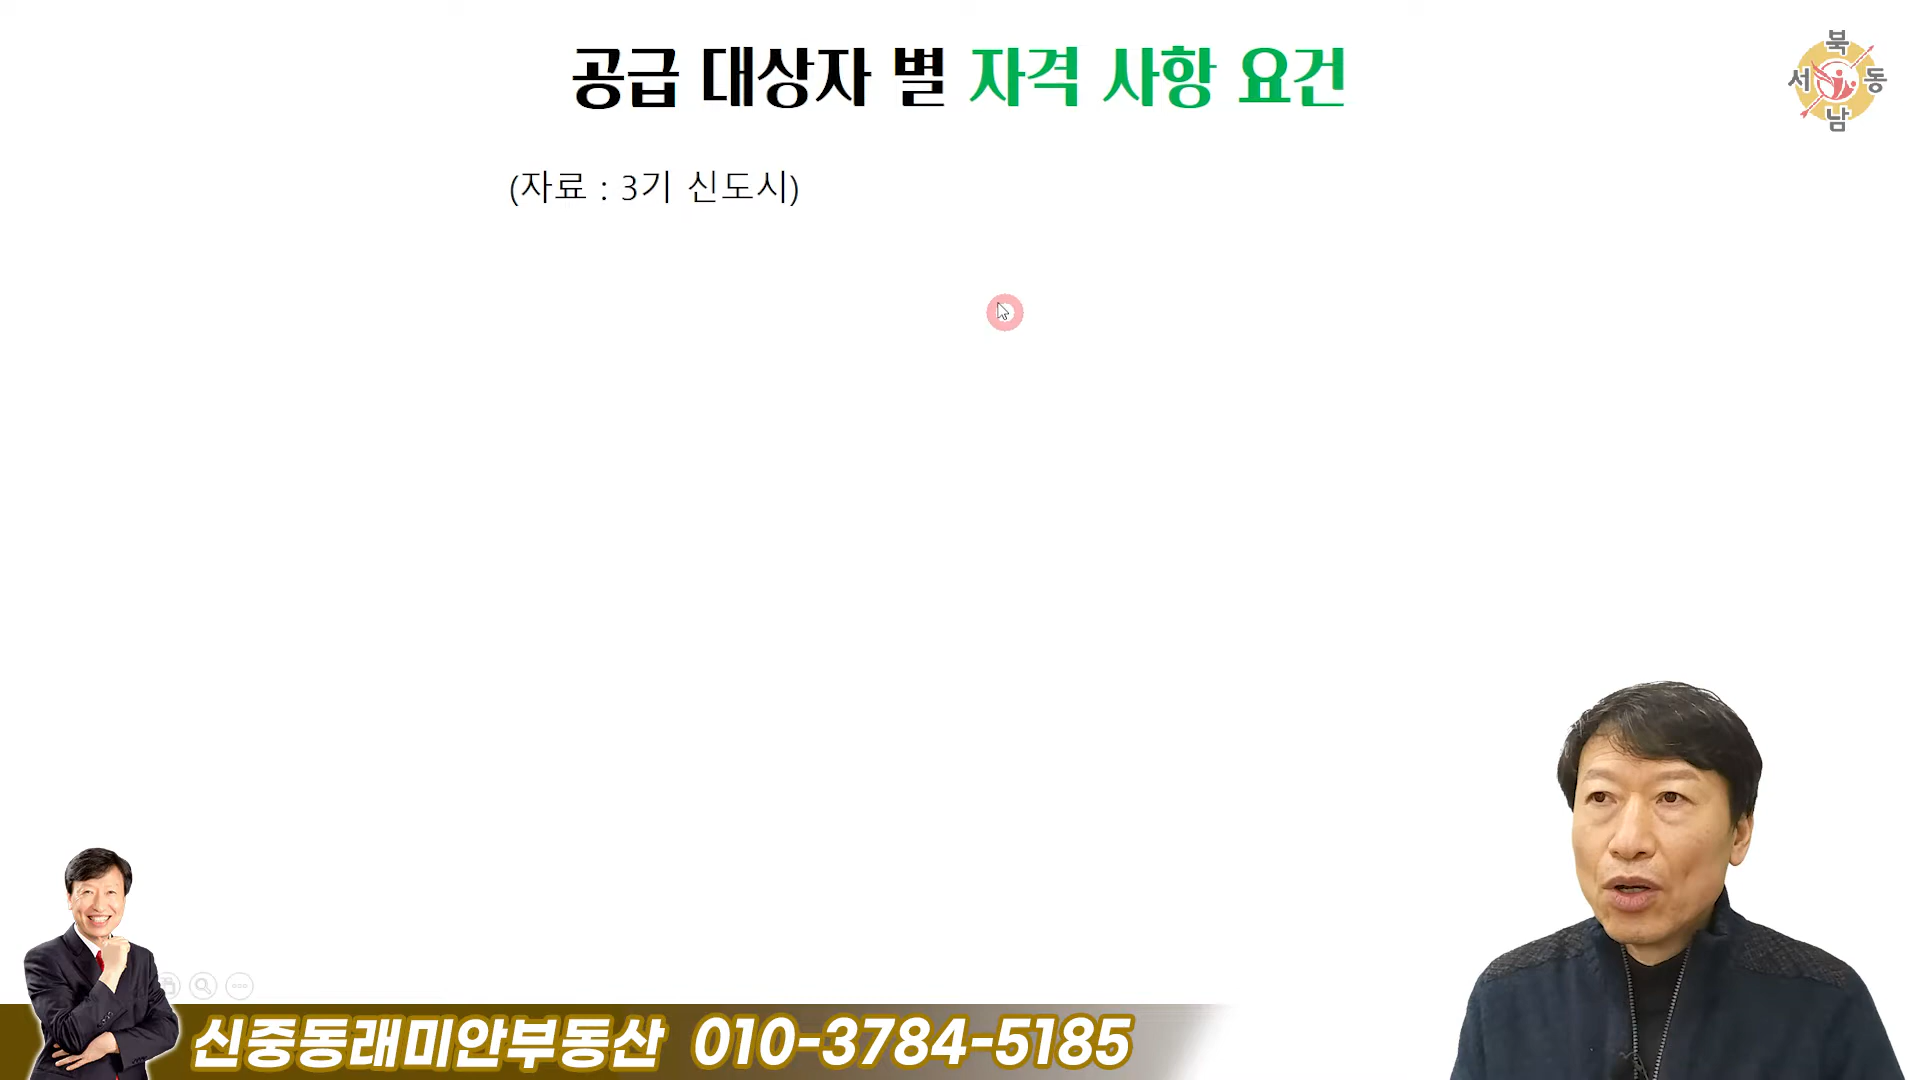 공급 대상자 별 자격 사항 요건
북
서 동
남
(자료 : 3기 신도시)
신중동래미안부동산 010-3784-5185